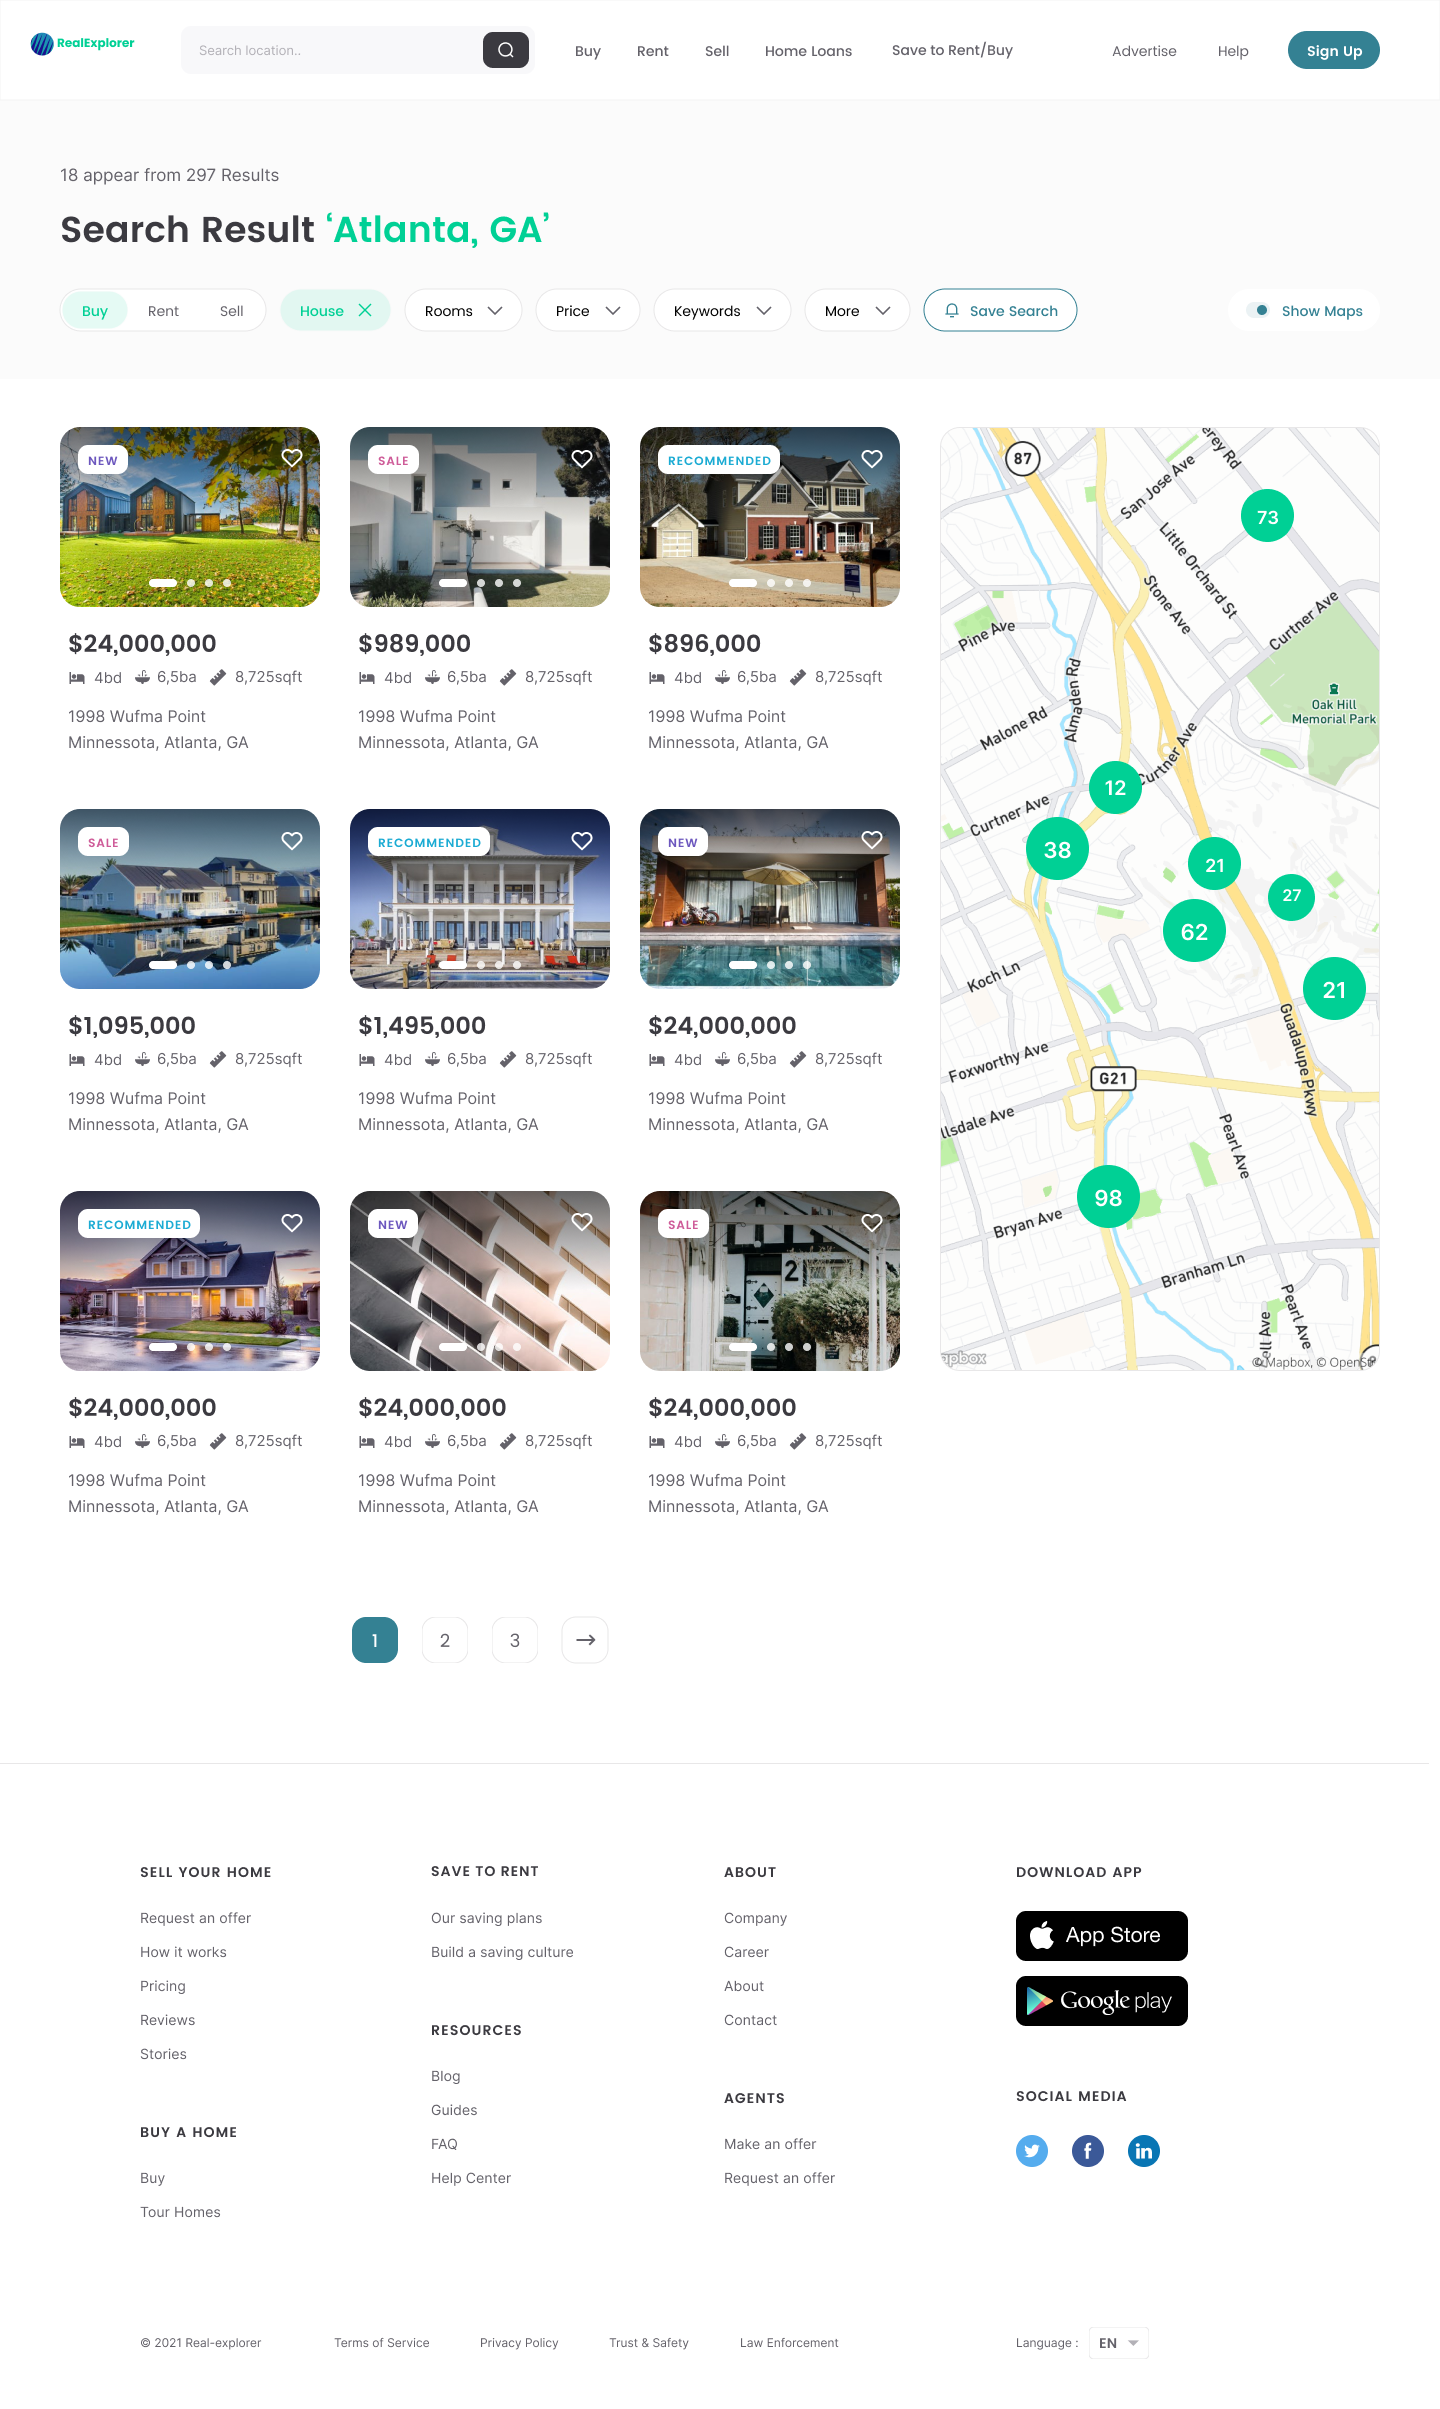 RealExplorer
Search location..
Buy
Rent
Sell
Home Loans
Save to Rent/Buy
Advertise
Help
Sign Up
18 appear from 297 Results
Search Result ‘Atlanta, GA’
Buy
Rent
Sell
House
Rooms
Price
Keywords
More
Save Search
Show Maps
NEW
$24,000,000
4bd
6,5ba
8,725sqft
1998 Wufma Point
Minnessota, Atlanta, GA
SALE
$989,000
4bd
6,5ba
8,725sqft
1998 Wufma Point
Minnessota, Atlanta, GA
RECOMMENDED
$896,000
4bd
6,5ba
8,725sqft
1998 Wufma Point
Minnessota, Atlanta, GA
SALE
$1,095,000
4bd
6,5ba
8,725sqft
1998 Wufma Point
Minnessota, Atlanta, GA
RECOMMENDED
$1,495,000
4bd
6,5ba
8,725sqft
1998 Wufma Point
Minnessota, Atlanta, GA
NEW
$24,000,000
4bd
6,5ba
8,725sqft
1998 Wufma Point
Minnessota, Atlanta, GA
RECOMMENDED
$24,000,000
4bd
6,5ba
8,725sqft
1998 Wufma Point
Minnessota, Atlanta, GA
NEW
$24,000,000
4bd
6,5ba
8,725sqft
1998 Wufma Point
Minnessota, Atlanta, GA
SALE
2
$24,000,000
4bd
6,5ba
8,725sqft
1998 Wufma Point
Minnessota, Atlanta, GA
87
erey Rd
San Jose Ave
73
Little Orchard St
Stone Ave
Curtner Ave
Pine Ave
Almaden Rd
Oak Hill
Memorial Park
Malone Rd
Curtner Ave
12
Curtner Ave
38
21
27
62
Koch Ln
21
Guadalupe Pkwy
Foxworthy Ave
G21
llsdale Ave
Pearl Ave
98
Bryan Ave
Branham Ln
Pearl Ave
ell Ave
apbox
© Mapbox, © OpenStr
1
2
3
SELL YOUR HOME
Request an offer
How it works
Pricing
Reviews
Stories
BUY A HOME
Buy
Tour Homes
SAVE TO RENT
Our saving plans
Build a saving culture
RESOURCES
Blog
Guides
FAQ
Help Center
ABOUT
Company
Career
About
Contact
AGENTS
Make an offer
Request an offer
DOWNLOAD APP
App Store
Google play
SOCIAL MEDIA
f
in
© 2021 Real-explorer
Terms of Service
Privacy Policy
Trust & Safety
Law Enforcement
Language :
EN